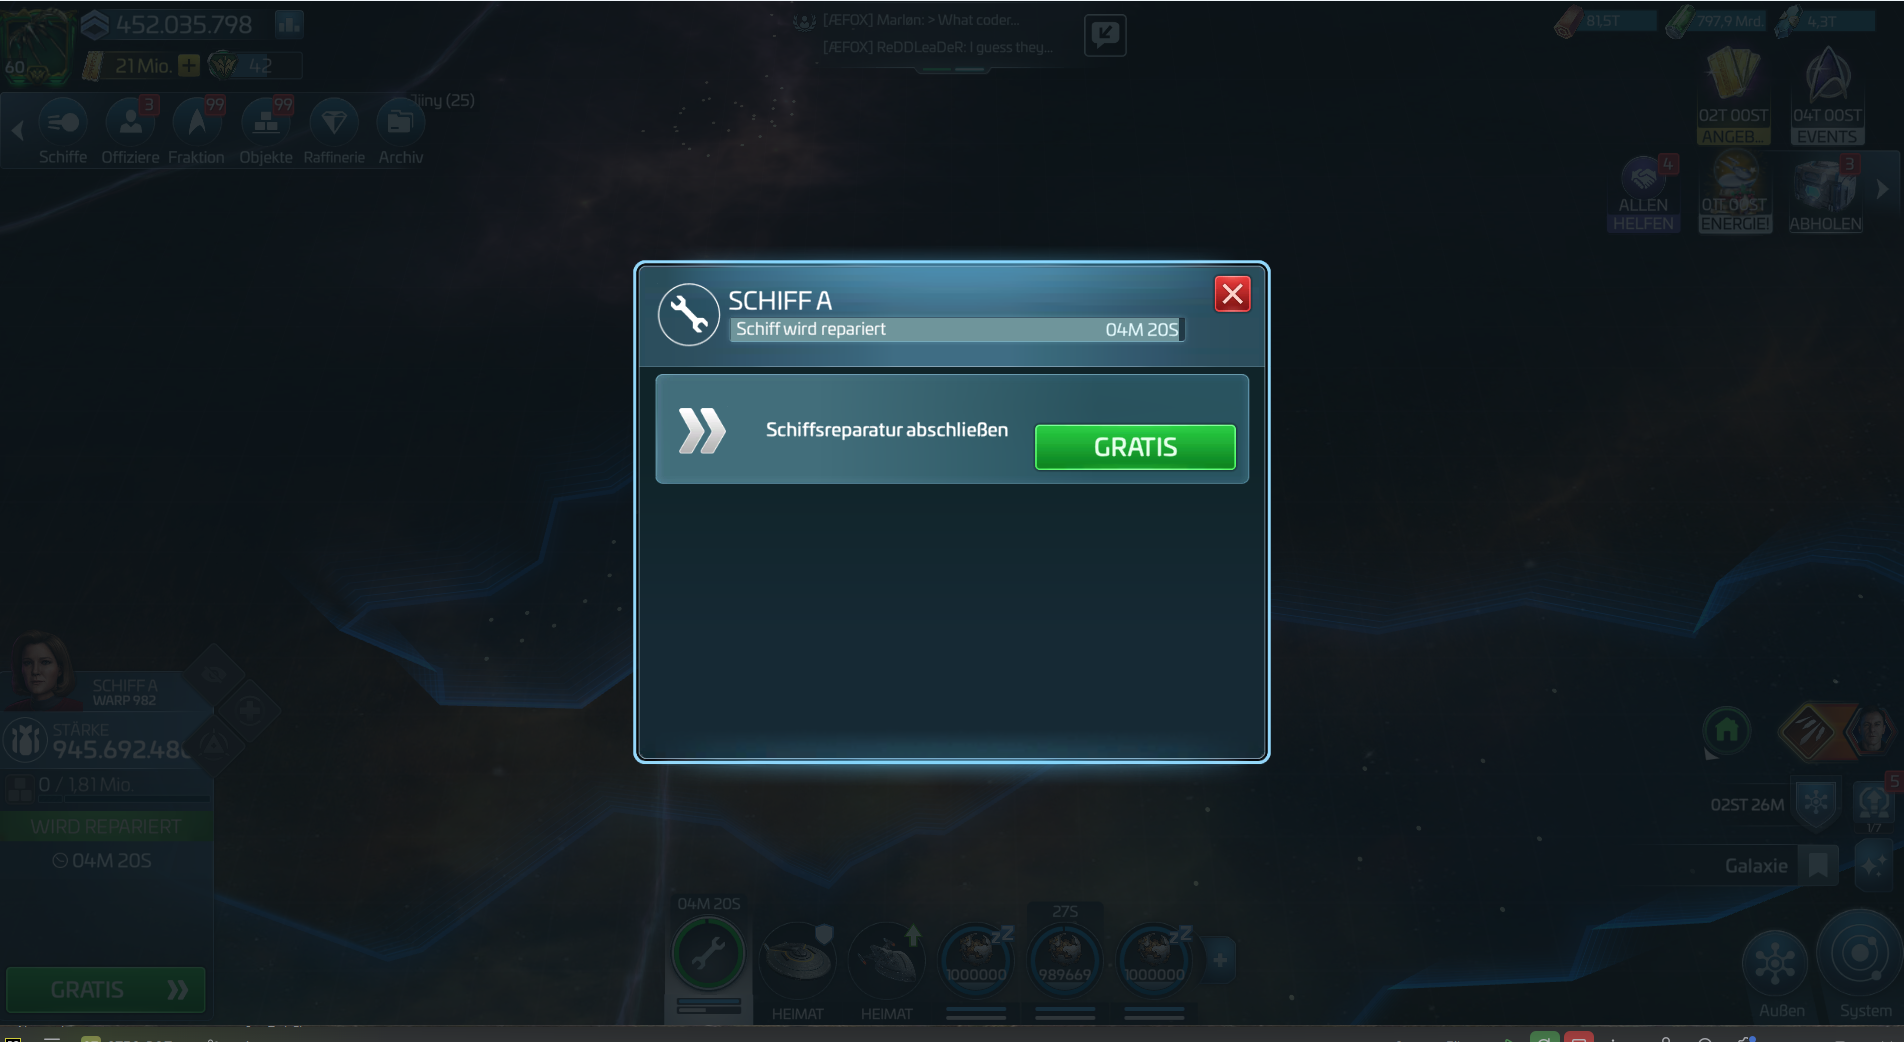 452.035.798
60
21 Mio.
42
[ÆFOX] Marløn: > What coder...
[ÆFOX] ReDDLeaDeR: I guess they...
81,5T
797,9 Mrd.
4,3T
3
99
99
(25)
Schiffe
Offiziere
Fraktion
Objekte
Raffinerie
Archiv
02T 00ST
ANGEB...
04T 00ST
EVENTS
4
ALLEN
HELFEN
01T 00ST
ENERGIE!
3
ABHOLEN
SCHIFF A
Schiff wird repariert
04M 20S
Schiffsreparatur abschließen
GRATIS
SCHIFF A
WARP 982
STÄRKE
945.692.48
0 / 1,81 Mio.
WIRD REPARIERT
04M 20S
GRATIS
02ST 26M
5
1/7
Galaxie
04M 20S
HEIMAT
HEIMAT
zZ
1000000
27S
989669
zZ
1000000
Außen
System